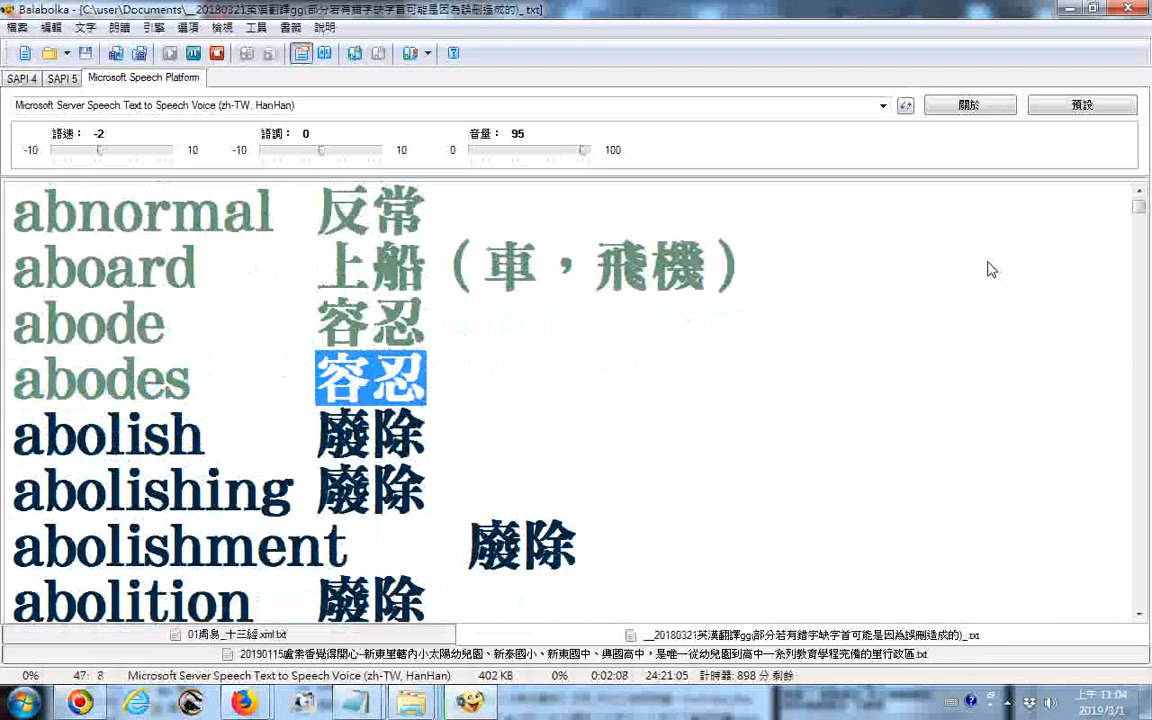 Balabolka - [C:\user\Documents\__20180321英漢翻譯gg(部分若有錯字缺字首可能是因為誤刪造成的)_.txt]
檔案 編輯 文字 朗讀 引擎 選項 檢視 工具 書籤 說明
SAPI 4 SAPI 5 Microsoft Speech Platform
Microsoft Server Speech Text to Speech Voice (zh-TW, HanHan) 關於 預設
語速： -2 語調： 0 音量： 95
-10 10 -10 10 0 100
abnormal 反常
aboard 上船（車，飛機）
abode 容忍
abodes 容忍
abolish 廢除
abolishing 廢除
abolishment 廢除
abolition 廢除
01周易_十三經.xml.txt __20180321英漢翻譯gg(部分若有錯字缺字首可能是因為誤刪造成的)_.txt
20190115盧素香覺得開心-新東里轄內小太陽幼兒園、新泰國小、新東國中、興國高中，是唯一從幼兒園到高中一系列教育學程完備的里行政區.txt
0% 47: 8 Microsoft Server Speech Text to Speech Voice (zh-TW, HanHan) 402 KB 0% 0:02:08 24:21:05 計時器: 898 分 剩餘
上午 11:04
2019/3/1